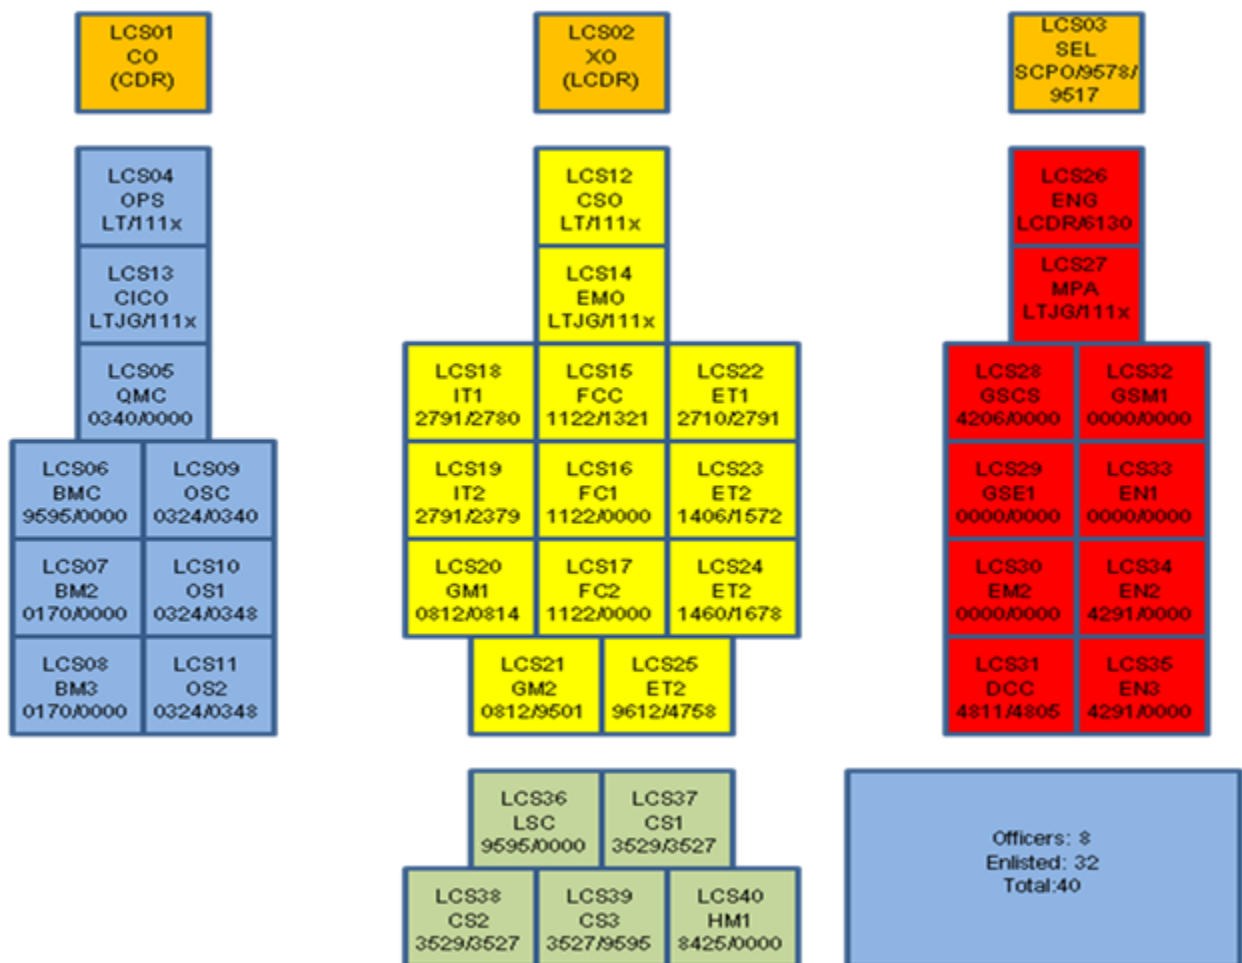 LCS01
CO
(CDR)
LCS02
XO
(LCDR)
LCS03
SEL
SCPO/9578/
9517
LCS04
OPS
LT/111x
LCS13
CICO
LTJG/111x
LCS05
QMC
0340/0000
LCS06
BMC
9595/0000
LCS09
OSC
0324/0340
LCS07
BM2
0170/0000
LCS10
OS1
0324/0348
LCS08
BM3
0170/0000
LCS11
OS2
0324/0348
LCS12
CSO
LT/111x
LCS14
EMO
LTJG/111x
LCS18
IT1
2791/2780
LCS15
FCC
1122/1321
LCS22
ET1
2710/2791
LCS19
IT2
2791/2379
LCS16
FC1
1122/0000
LCS23
ET2
1406/1572
LCS20
GM1
0812/0814
LCS17
FC2
1122/0000
LCS24
ET2
1460/1678
LCS21
GM2
0812/9501
LCS25
ET2
9612/4758
LCS26
ENG
LCDR/6130
LCS27
MPA
LTJG/111x
LCS28
GSCS
4206/0000
LCS32
GSM1
0000/0000
LCS29
GSE1
0000/0000
LCS33
EN1
0000/0000
LCS30
EM2
0000/0000
LCS34
EN2
4291/0000
LCS31
DCC
4811/4805
LCS35
EN3
4291/0000
LCS36
LSC
9595/0000
LCS37
CS1
3529/3527
LCS38
CS2
3529/3527
LCS39
CS3
3527/9595
LCS40
HM1
8425/0000
Officers: 8
Enlisted: 32
Total:40